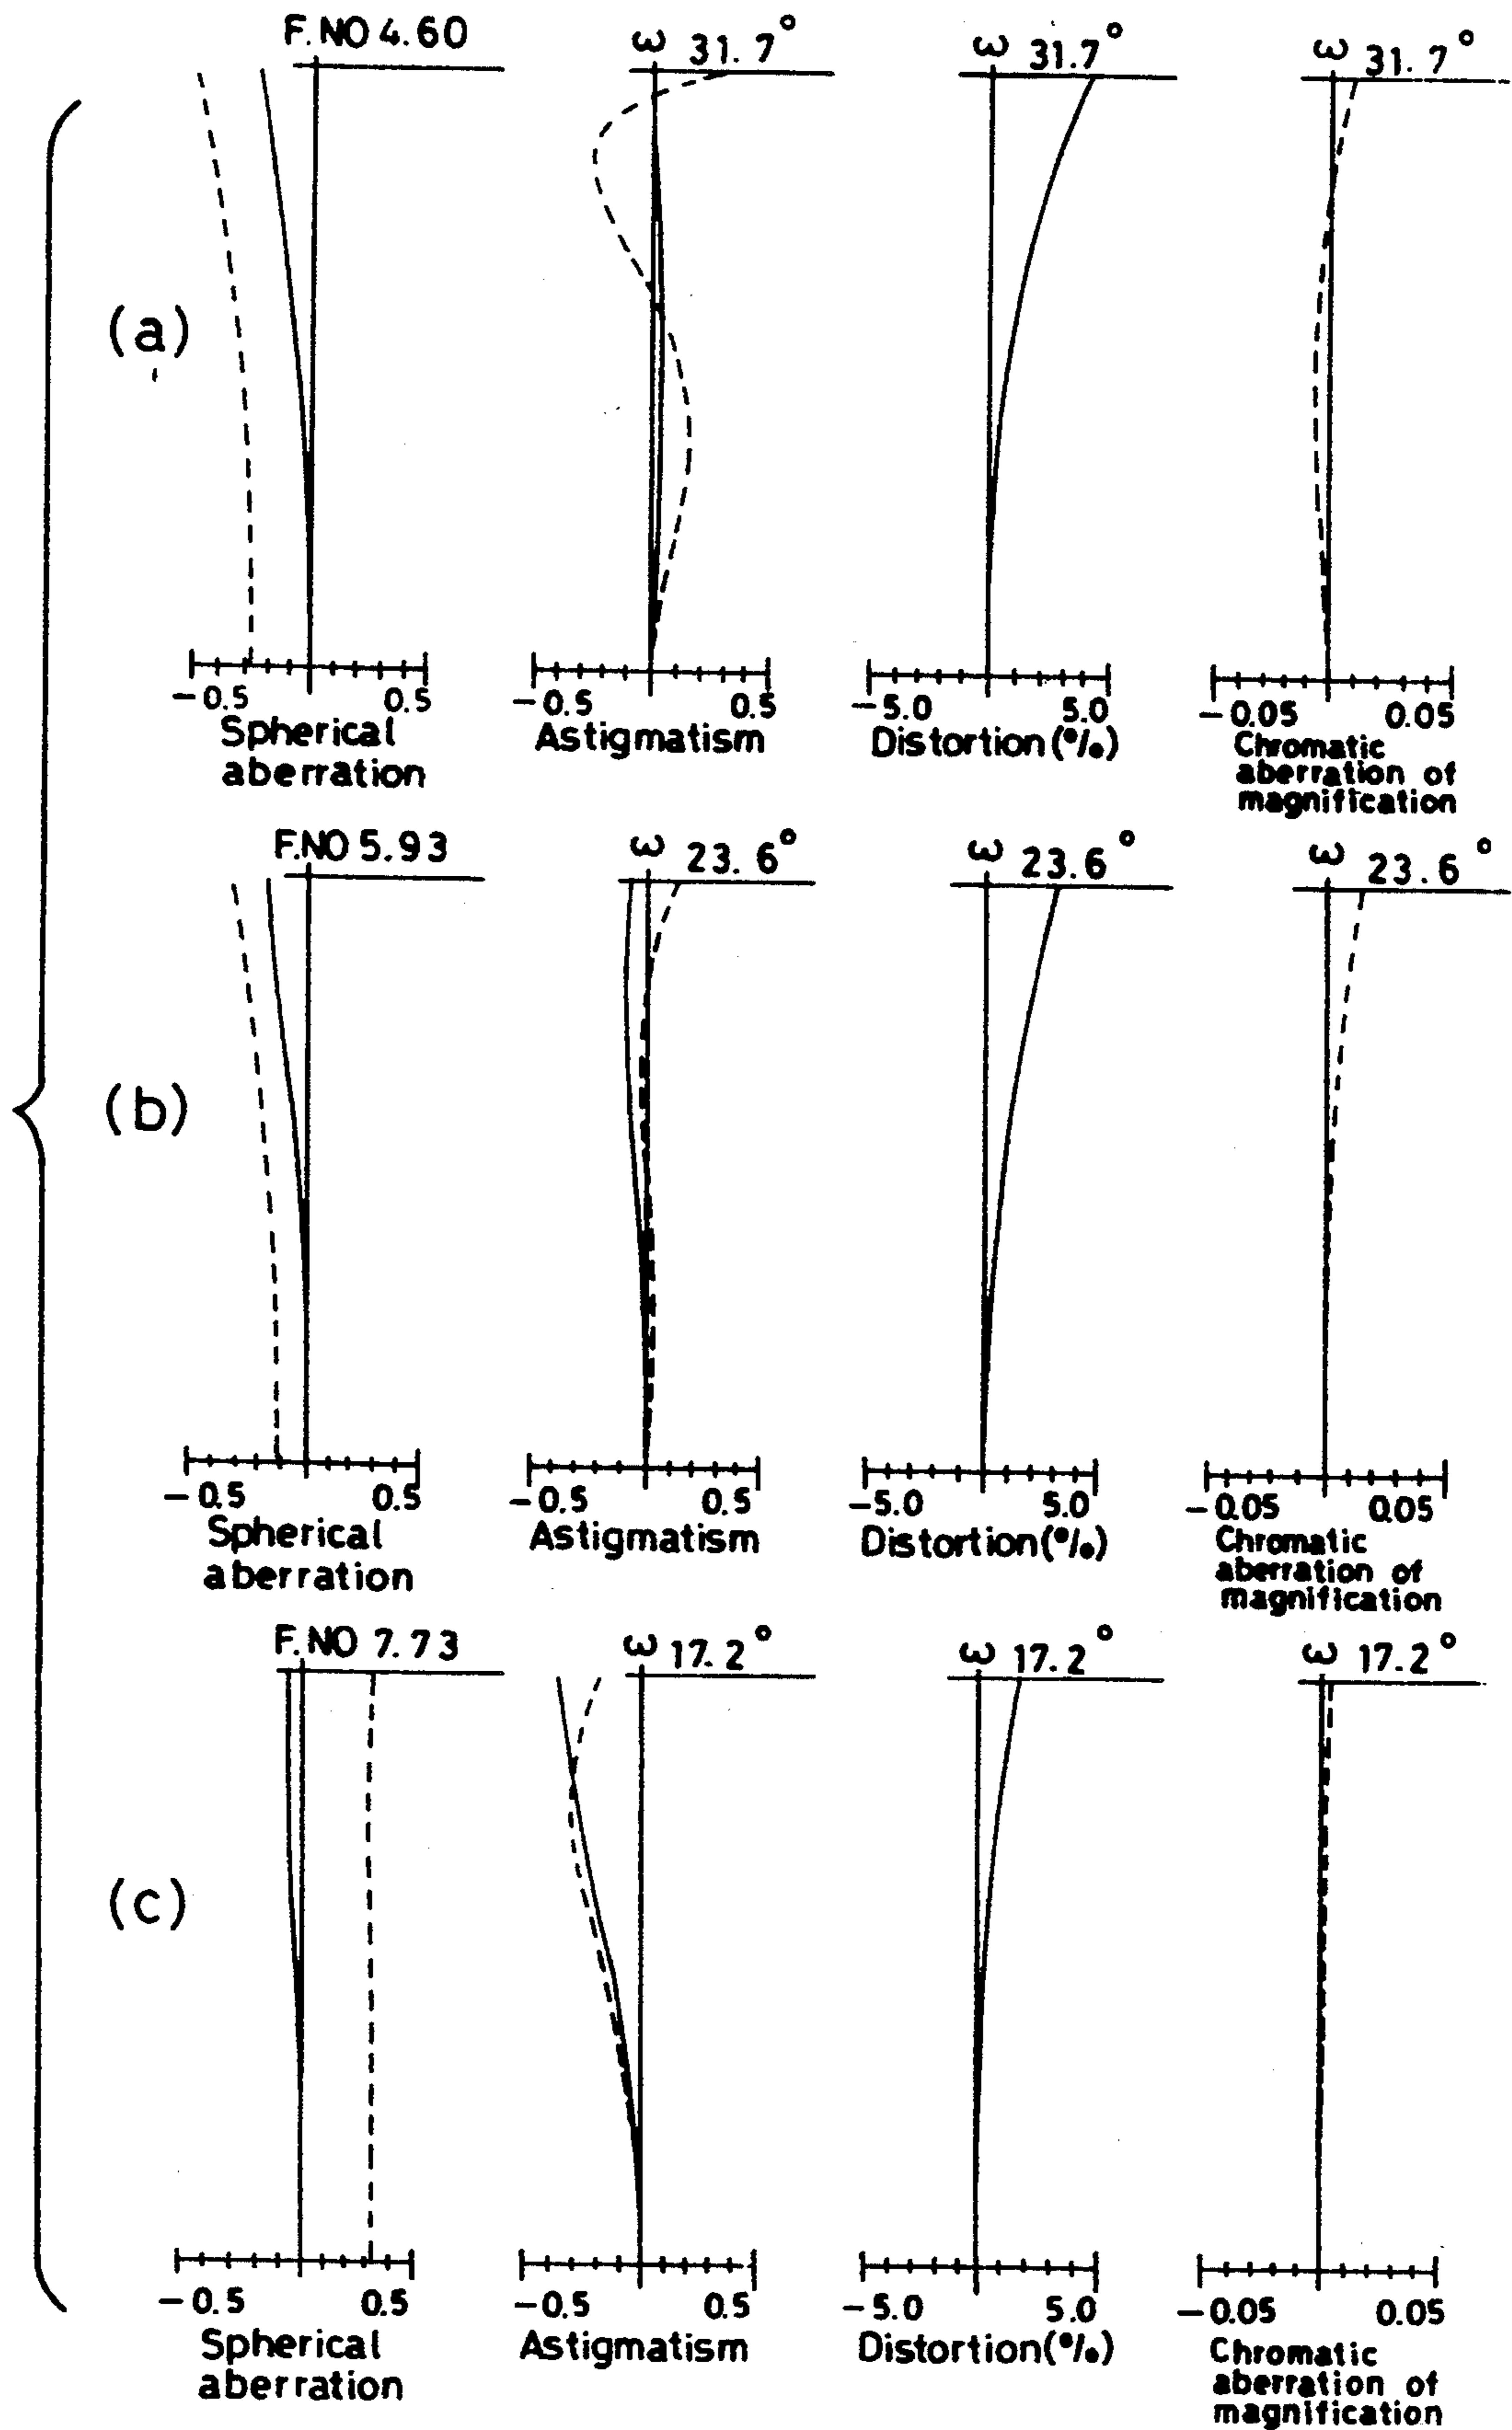 F.NO 4.60
ω 31.7°
ω 31.7°
ω 31.7°
(a)
-0.5 0.5
Spherical
aberration
-0.5 0.5
Astigmatism
-5.0 5.0
Distortion(%)
-0.05 0.05
Chromatic
aberration of
magnification
F.NO 5.93
ω 23.6°
ω 23.6°
ω 23.6°
(b)
-0.5 0.5
Spherical
aberration
-0.5 0.5
Astigmatism
-5.0 5.0
Distortion(%)
-0.05 0.05
Chromatic
aberration of
magnification
F.NO 7.73
ω 17.2°
ω 17.2°
ω 17.2°
(c)
-0.5 0.5
Spherical
aberration
-0.5 0.5
Astigmatism
-5.0 5.0
Distortion(%)
-0.05 0.05
Chromatic
aberration of
magnification